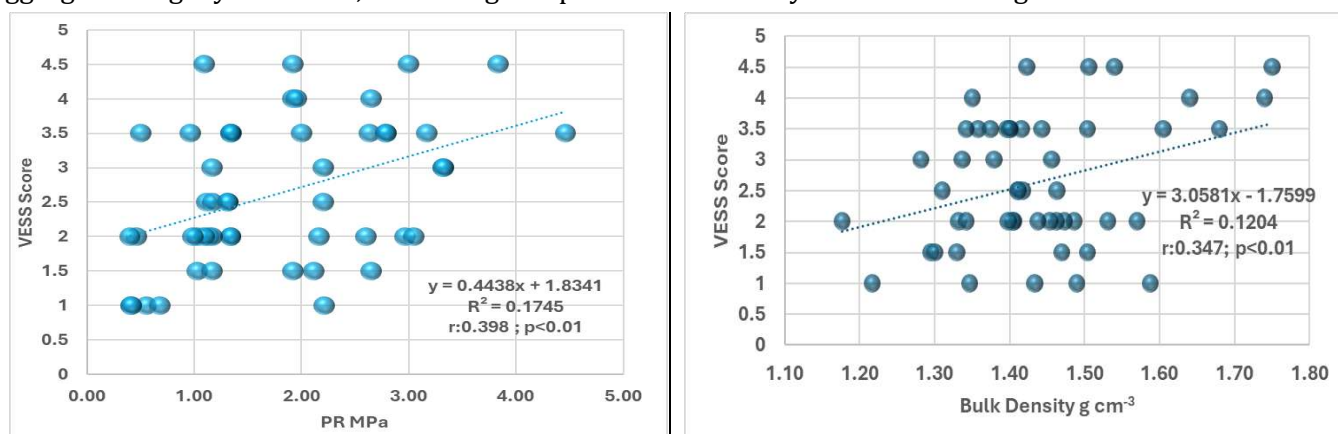 VESS Score
5
4.5
4
3.5
3
2.5
2
1.5
1
0.5
0
y = 0.4438x + 1.8341
R² = 0.1745
r:0.398 ; p<0.01
0.00 1.00 2.00 3.00 4.00 5.00
PR MPa
VESS Score
5
4.5
4
3.5
3
2.5
2
1.5
1
0.5
0
y = 3.0581x - 1.7599
R² = 0.1204
r:0.347; p<0.01
1.10 1.20 1.30 1.40 1.50 1.60 1.70 1.80
Bulk Density g cm⁻³